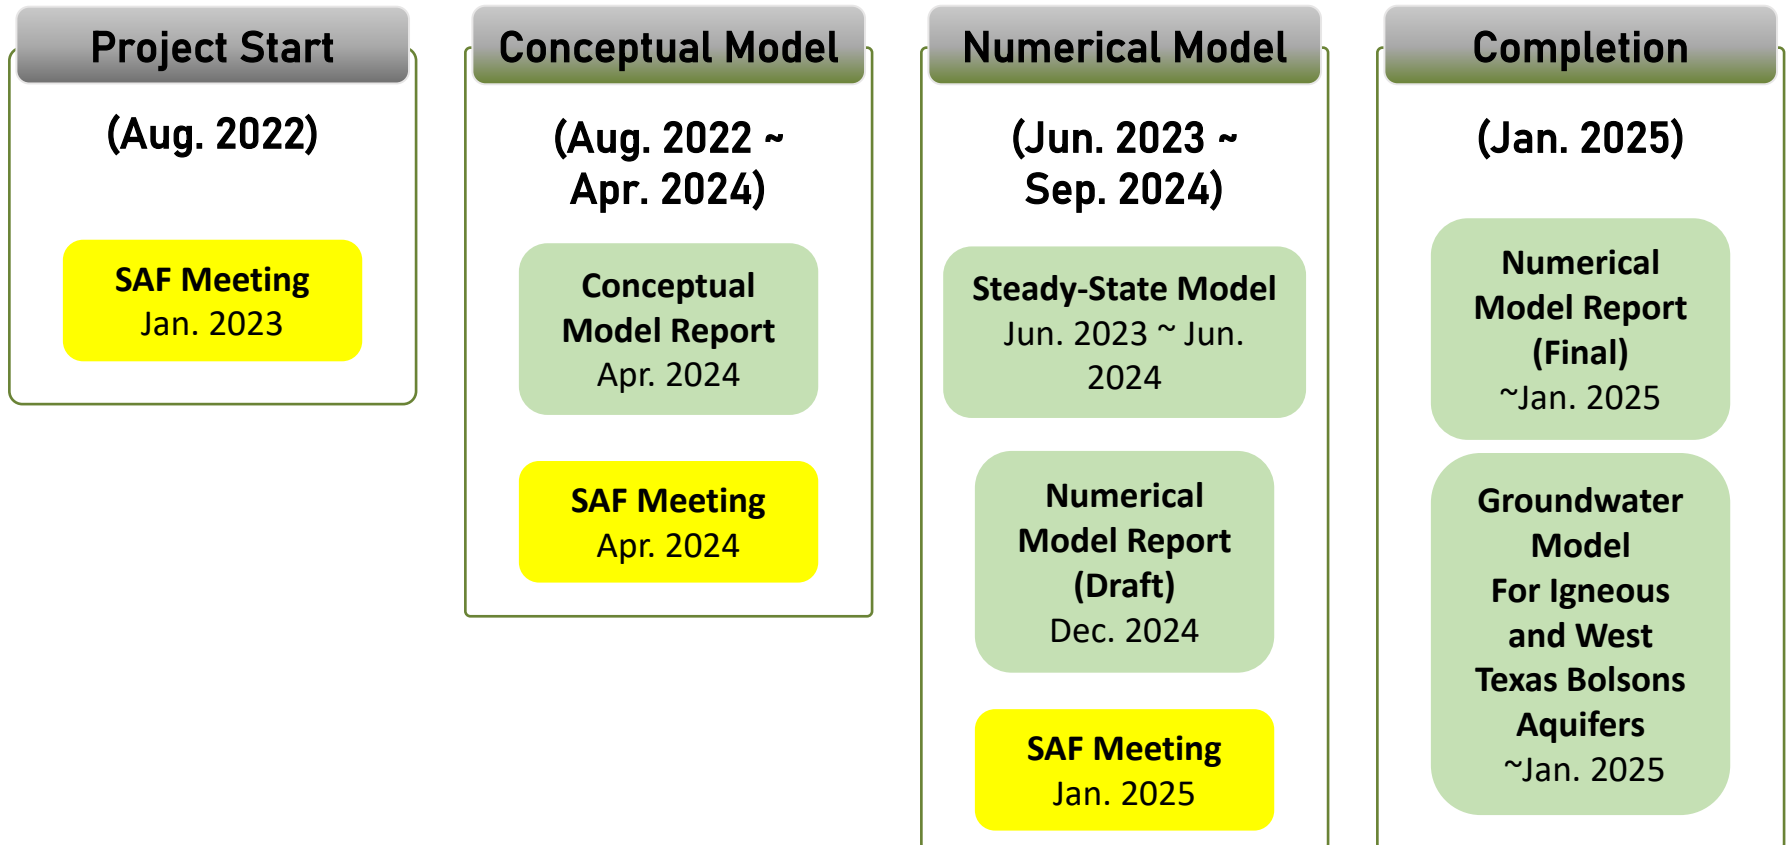 Project Start
(Aug. 2022)
SAF Meeting
Jan. 2023
Conceptual Model
(Aug. 2022 ~
Apr. 2024)
Conceptual
Model Report
Apr. 2024
SAF Meeting
Apr. 2024
Numerical Model
(Jun. 2023 ~
Sep. 2024)
Steady-State Model
Jun. 2023 ~ Jun.
2024
Numerical
Model Report
(Draft)
Dec. 2024
SAF Meeting
Jan. 2025
Completion
(Jan. 2025)
Numerical
Model Report
(Final)
~Jan. 2025
Groundwater
Model
For Igneous
and West
Texas Bolsons
Aquifers
~Jan. 2025